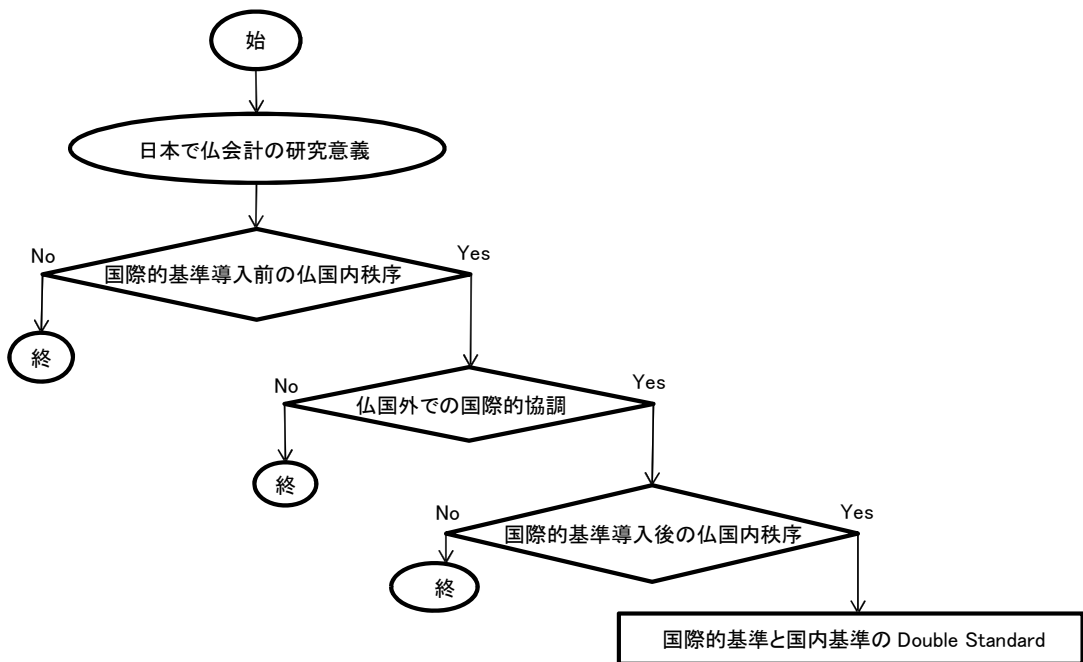 始
日本で仏会計の研究意義
No
Yes
国際的基準導入前の仏国内秩序
終
No
Yes
仏国外での国際的協調
終
No
Yes
国際的基準導入後の仏国内秩序
終
国際的基準と国内基準の Double Standard